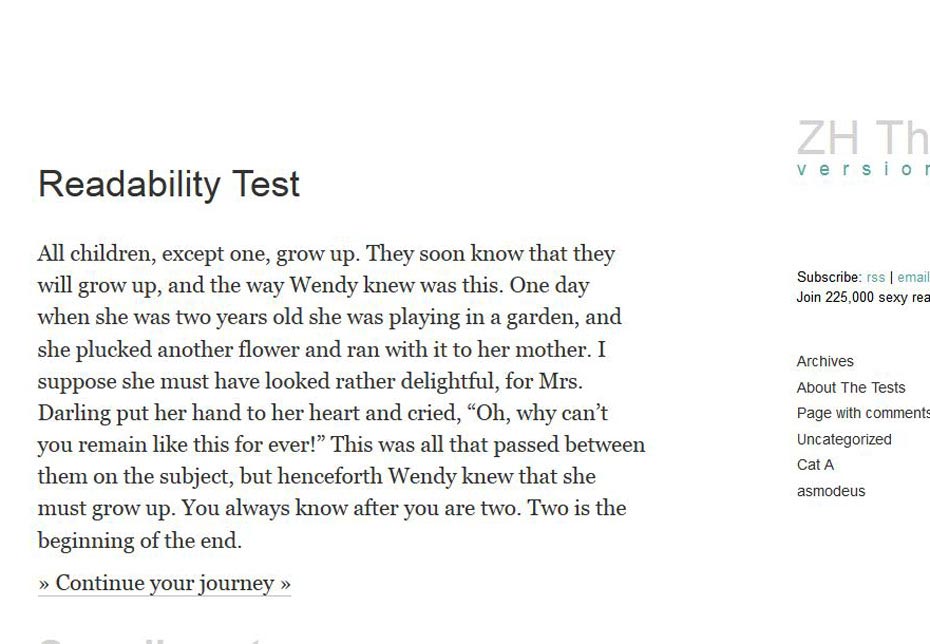 Readability Test
All children, except one, grow up. They soon know that they
will grow up, and the way Wendy knew was this. One day
when she was two years old she was playing in a garden, and
she plucked another flower and ran with it to her mother. I
suppose she must have looked rather delightful, for Mrs.
Darling put her hand to her heart and cried, “Oh, why can’t
you remain like this for ever!” This was all that passed between
them on the subject, but henceforth Wendy knew that she
must grow up. You always know after you are two. Two is the
beginning of the end.
» Continue your journey »
ZH Th
version
Subscribe: rss | email
Join 225,000 sexy rea
Archives
About The Tests
Page with comments
Uncategorized
Cat A
asmodeus